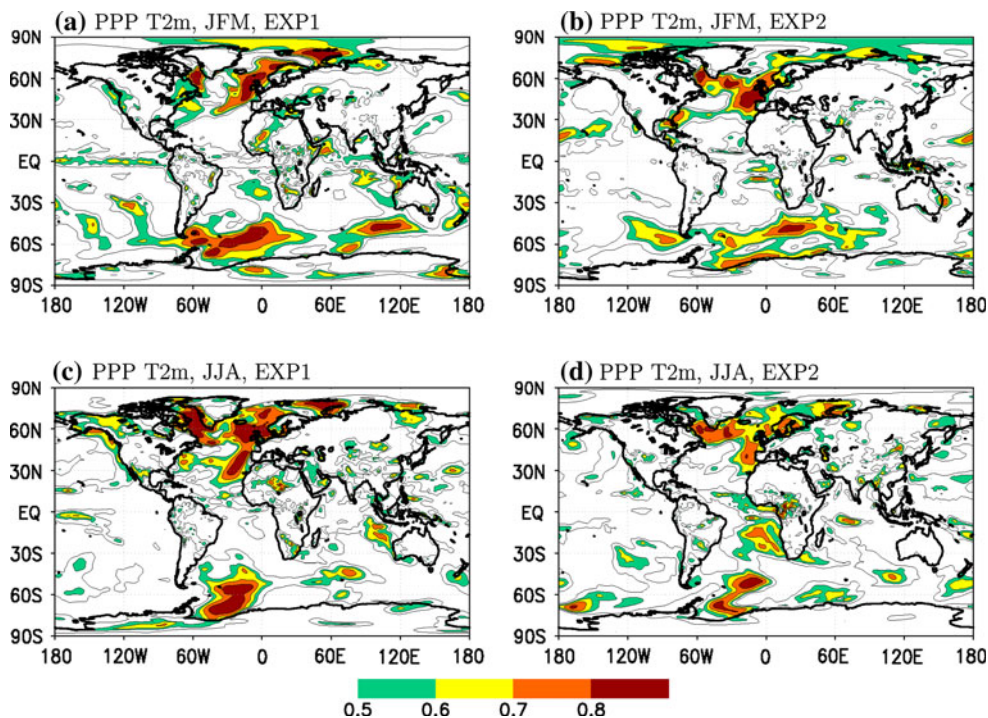 (a) PPP T2m, JFM, EXP1
90N
60N
30N
EQ
30S
60S
90S
180 120W 60W 0 60E 120E 180
(b) PPP T2m, JFM, EXP2
90N
60N
30N
EQ
30S
60S
90S
180 120W 60W 0 60E 120E 180
(c) PPP T2m, JJA, EXP1
90N
60N
30N
EQ
30S
60S
90S
180 120W 60W 0 60E 120E 180
(d) PPP T2m, JJA, EXP2
90N
60N
30N
EQ
30S
60S
90S
180 120W 60W 0 60E 120E 180
0.5 0.6 0.7 0.8